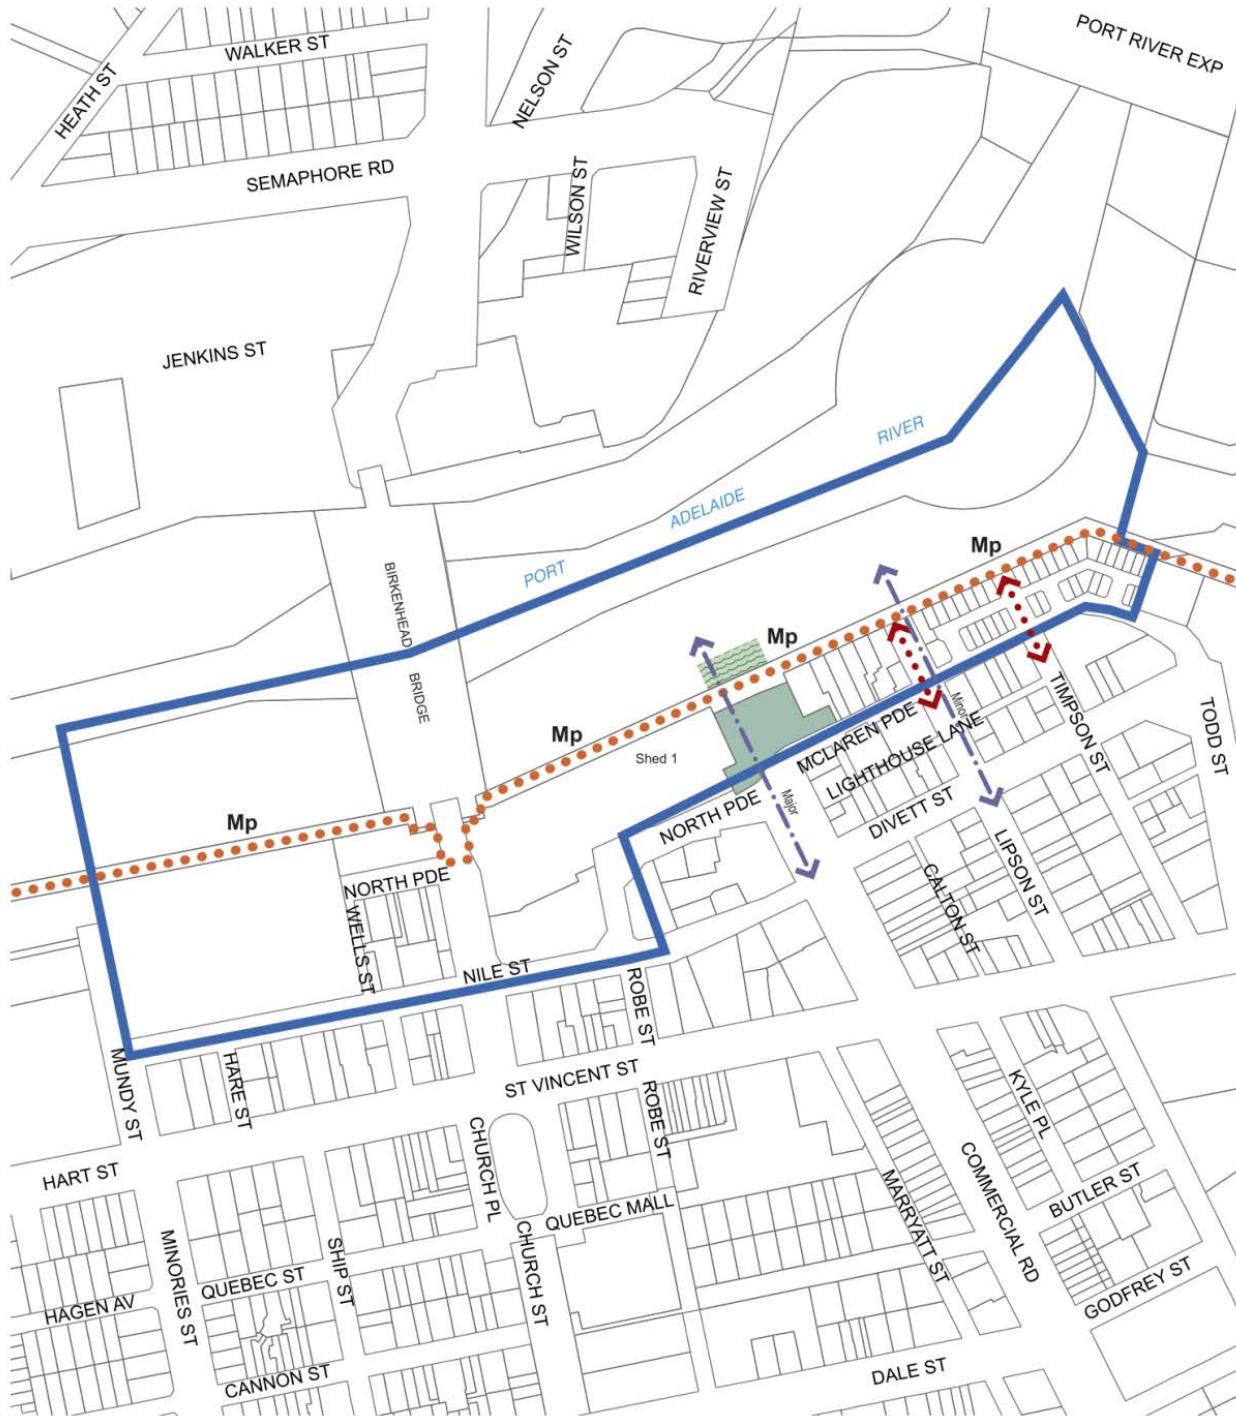 PORT RIVER EXP
WALKER ST
NELSON ST
HEATH ST
SEMAPHORE RD
WILSON ST
RIVERVIEW ST
JENKINS ST
RIVER
ADELAIDE
PORT
BIRKENHEAD
BRIDGE
Mp
Mp
Mp
Mp
Shed 1
MCLAREN PDE
Minor
LIGHTHOUSE LANE
TIMPSON ST
TODD ST
NORTH PDE
Major
DIVETT ST
LIPSON ST
CALTON ST
NORTH PDE
WELLS ST
NILE ST
ROBE ST
MUNDY ST
HARE ST
ST VINCENT ST
ROBE ST
KYLE PL
HART ST
CHURCH PL
MARRYATT ST
COMMERCIAL RD
BUTLER ST
QUEBEC MALL
MINORIES ST
SHIP ST
CHURCH ST
QUEBEC ST
HAGEN AV
GODFREY ST
CANNON ST
DALE ST